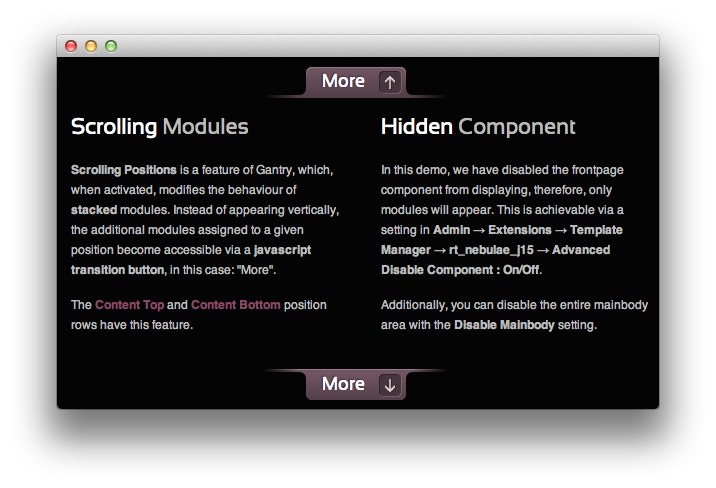 More
Scrolling Modules
Scrolling Positions is a feature of Gantry, which,
when activated, modifies the behaviour of
stacked modules. Instead of appearing vertically,
the additional modules assigned to a given
position become accessible via a javascript
transition button, in this case: "More".
The Content Top and Content Bottom position
rows have this feature.
Hidden Component
In this demo, we have disabled the frontpage
component from displaying, therefore, only
modules will appear. This is achievable via a
setting in Admin → Extensions → Template
Manager → rt_nebulae_j15 → Advanced
Disable Component : On/Off.
Additionally, you can disable the entire mainbody
area with the Disable Mainbody setting.
More